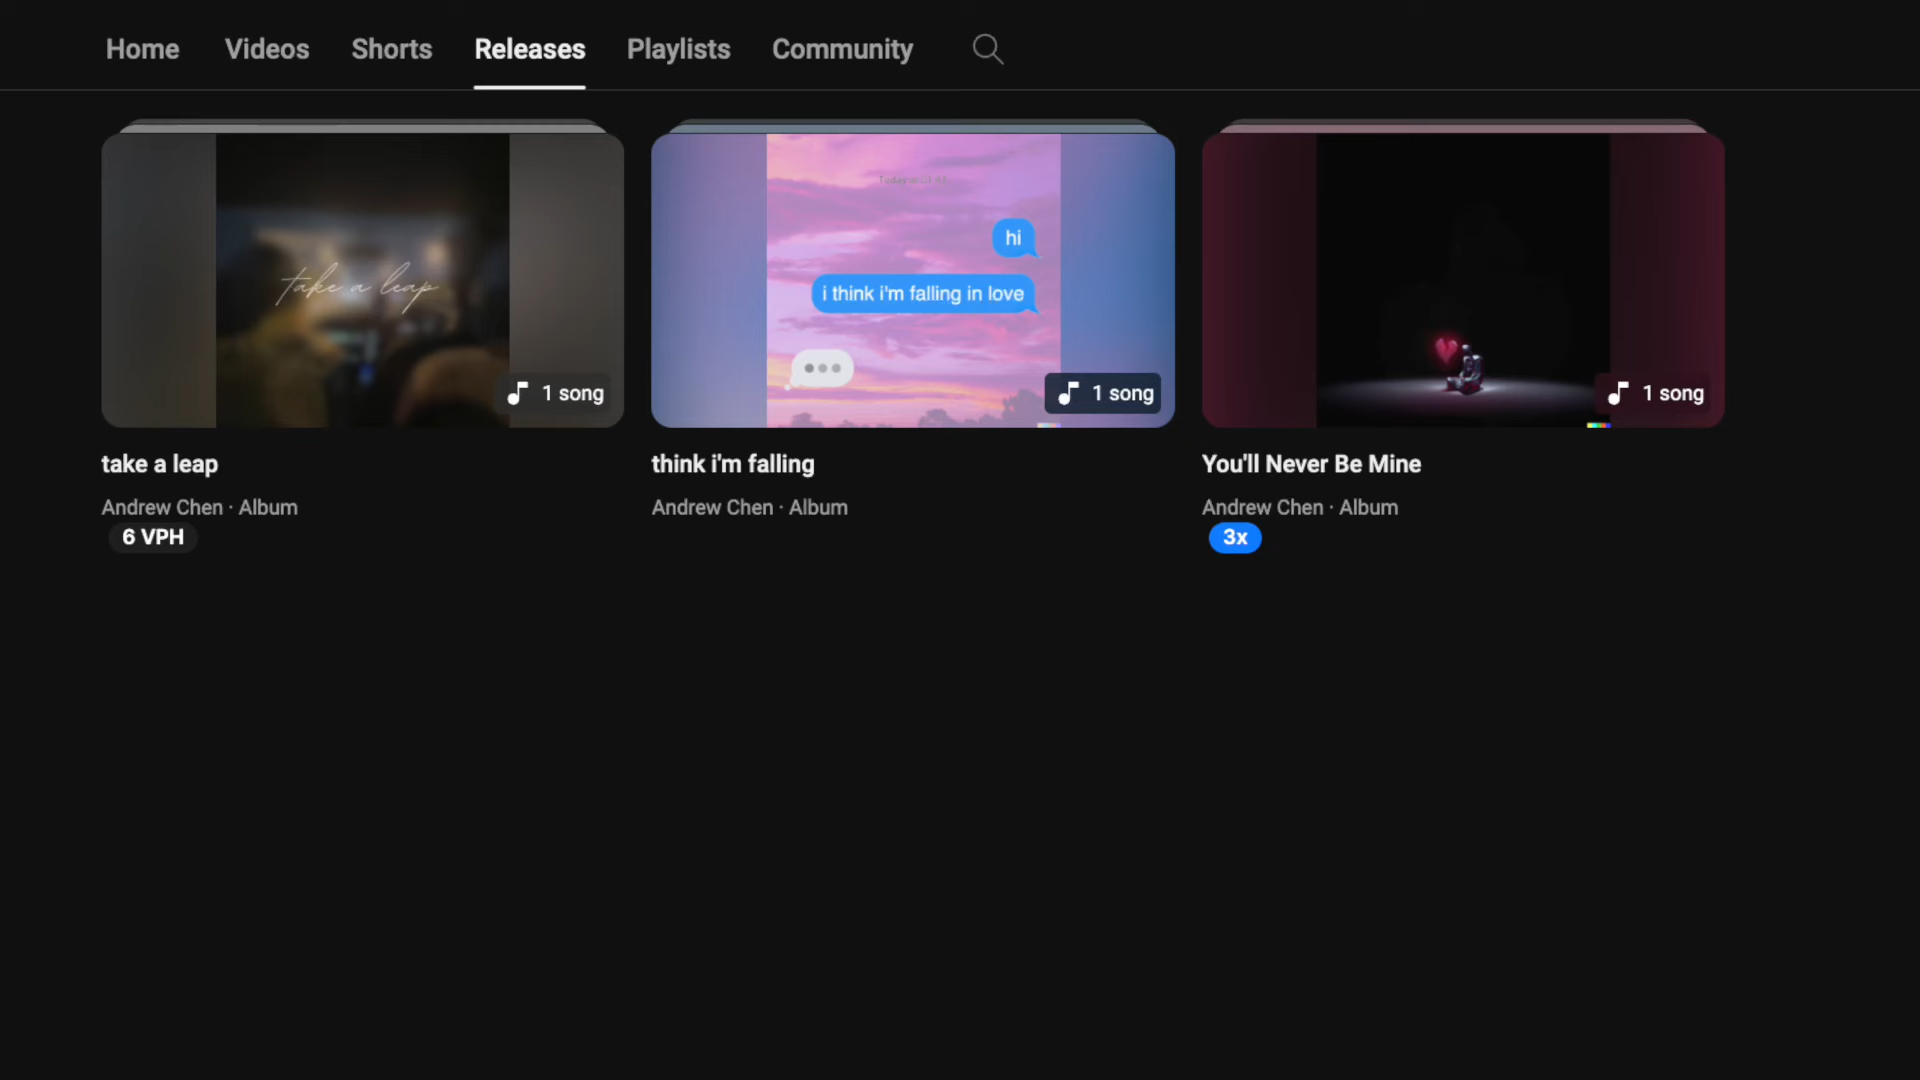 Home Videos Shorts Releases Playlists Community
take a leap
1 song
hi
i think i'm falling in love
1 song
1 song
take a leap
Andrew Chen · Album
6 VPH
think i'm falling
Andrew Chen · Album
You'll Never Be Mine
Andrew Chen · Album
3x